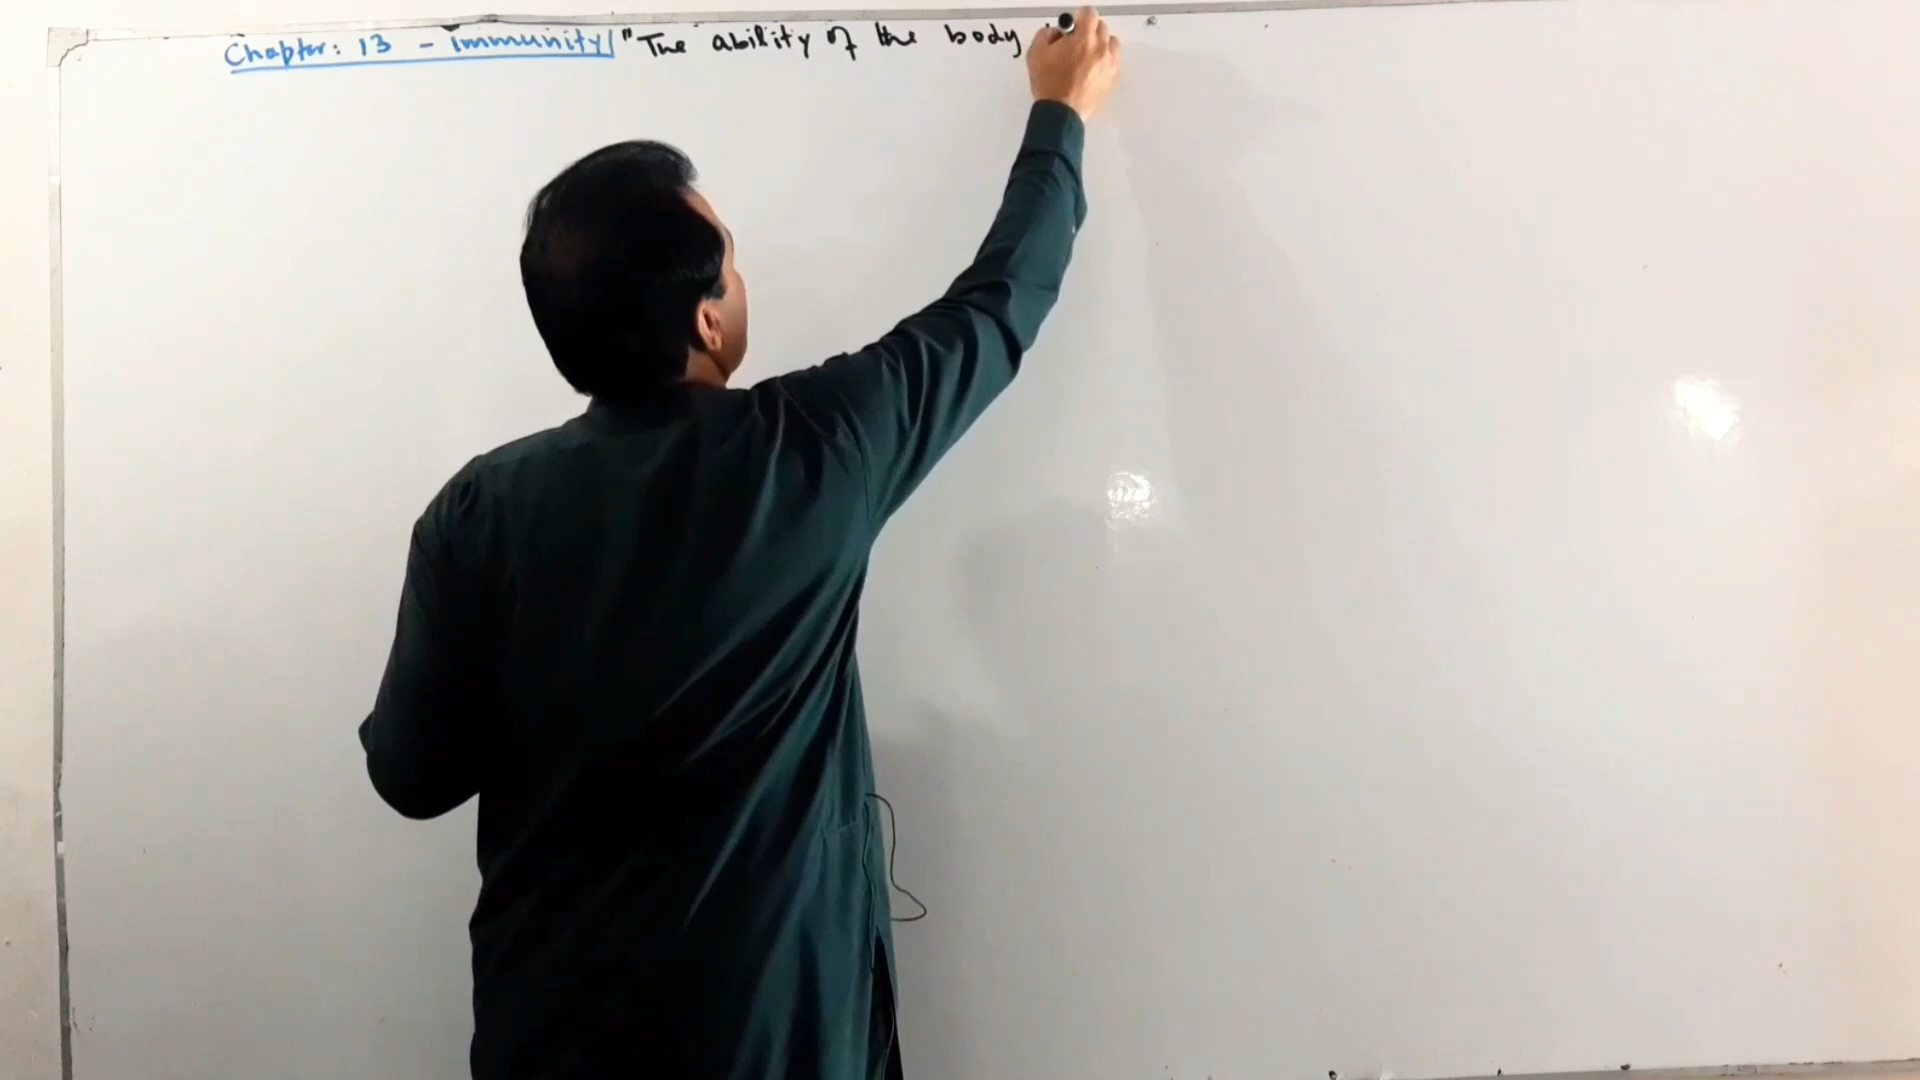 Chapter: 13 - Immunity "The ability of the body